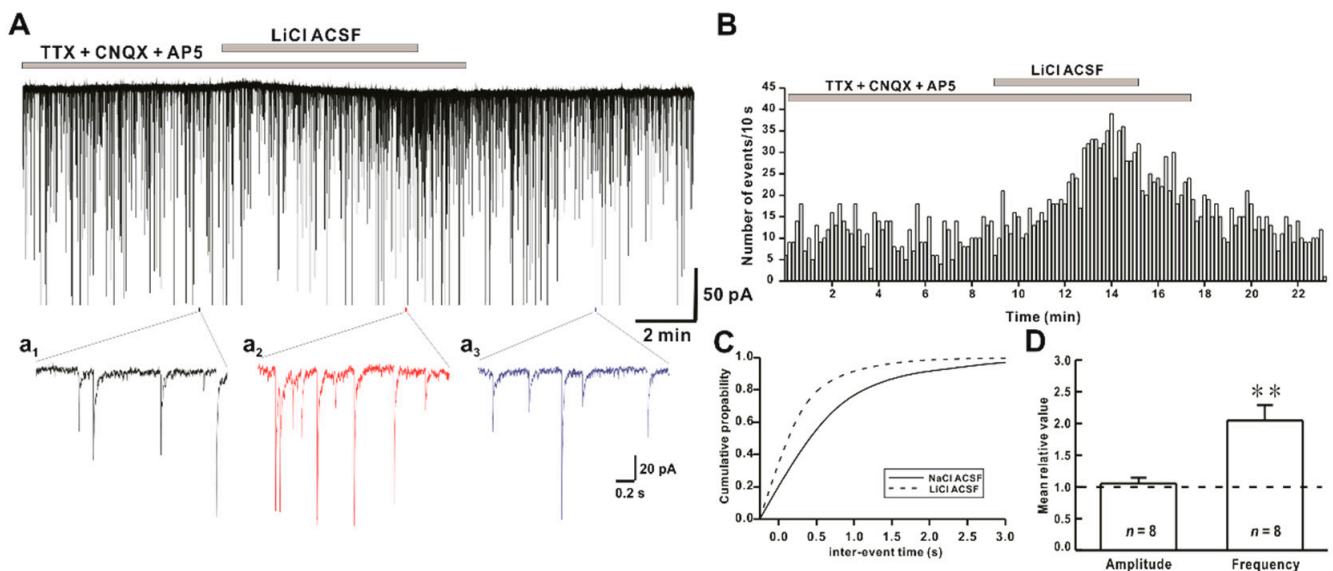 A
LiCl ACSF
TTX + CNQX + AP5
50 pA
2 min
a1
a2
a3
20 pA
0.2 s
B
LiCl ACSF
TTX + CNQX + AP5
Number of events/10 s
45
40
35
30
25
20
15
10
5
0
2 4 6 8 10 12 14 16 18 20 22
Time (min)
C
Cumulative propability
1.0
0.8
0.6
0.4
0.2
0.0
NaCl ACSF
LiCl ACSF
0.0 0.5 1.0 1.5 2.0 2.5 3.0
inter-event time (s)
D
Mean relative value
3.0
2.5
2.0
1.5
1.0
0.5
0.0
**
n = 8 n = 8
Amplitude Frequency